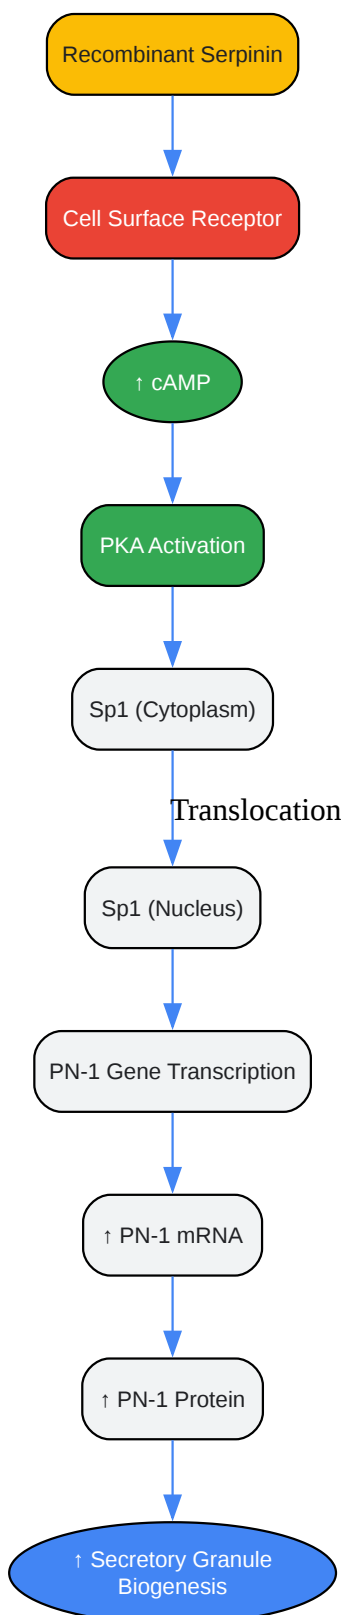 Recombinant Serpinin
Cell Surface Receptor
↑ cAMP
PKA Activation
Sp1 (Cytoplasm)
Translocation
Sp1 (Nucleus)
PN-1 Gene Transcription
↑ PN-1 mRNA
↑ PN-1 Protein
↑ Secretory Granule
Biogenesis